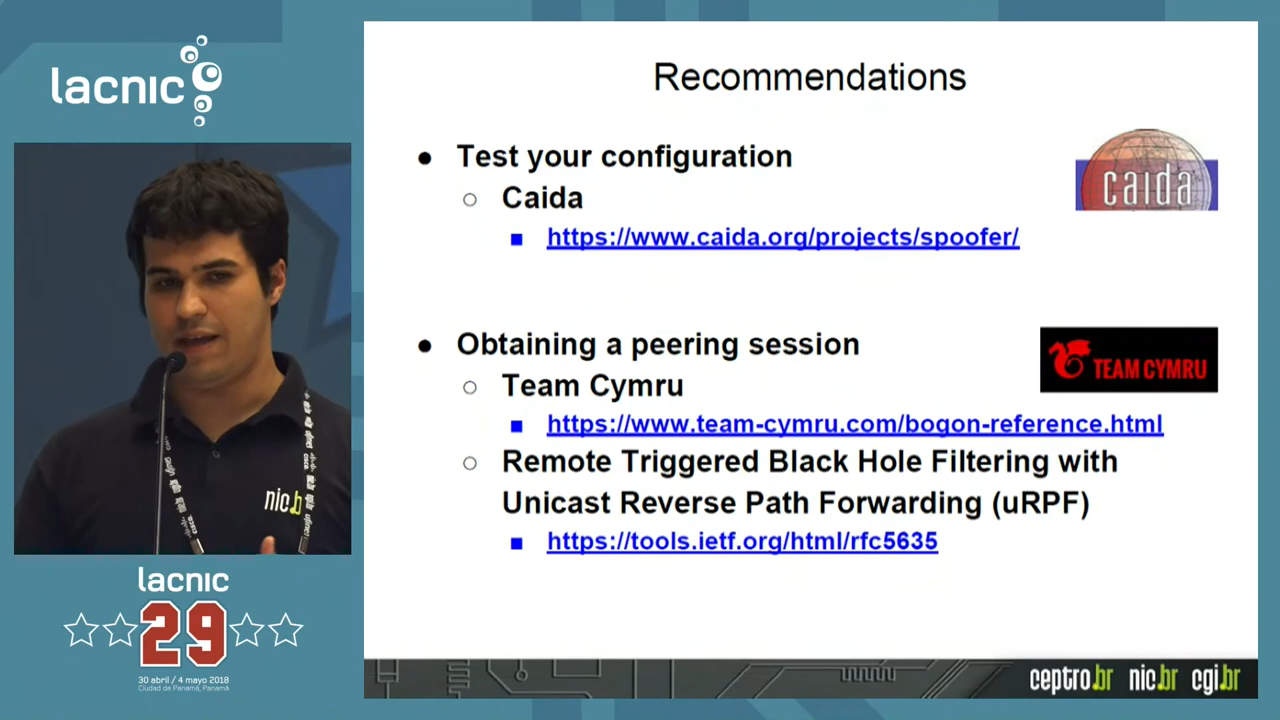 lacnic
Recommendations
● Test your configuration
○ Caida
■ https://www.caida.org/projects/spoofer/
caida
● Obtaining a peering session
○ Team Cymru
■ https://www.team-cymru.com/bogon-reference.html
TEAM CYMRU
○ Remote Triggered Black Hole Filtering with
Unicast Reverse Path Forwarding (uRPF)
■ https://tools.ietf.org/html/rfc5635
nic.br
lacnic
29
30 abril / 4 mayo 2018
Ciudad de Panamá, Panamá
ceptro.br nic.br cgi.br